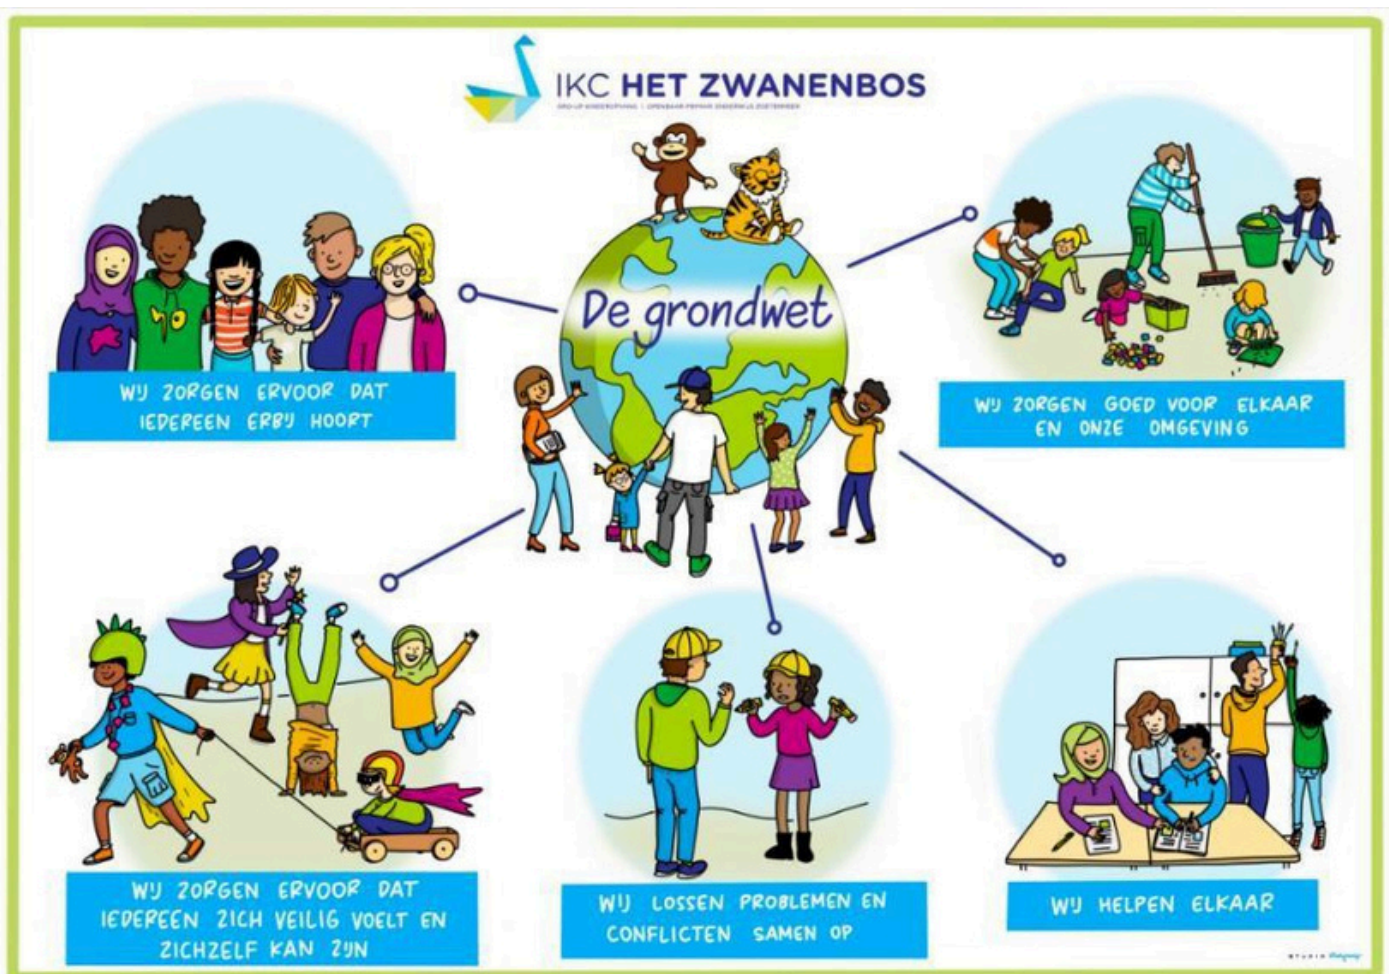 IKC HET ZWANENBOS
De grondwet
WIJ ZORGEN ERVOOR DAT
IEDEREEN ERBIJ HOORT
WIJ ZORGEN GOED VOOR ELKAAR
EN ONZE OMGEVING
WIJ ZORGEN ERVOOR DAT
IEDEREEN ZICH VEILIG VOELT EN
ZICHZELF KAN ZIJN
WIJ LOSSEN PROBLEMEN EN
CONFLICTEN SAMEN OP
WIJ HELPEN ELKAAR
STUDIO